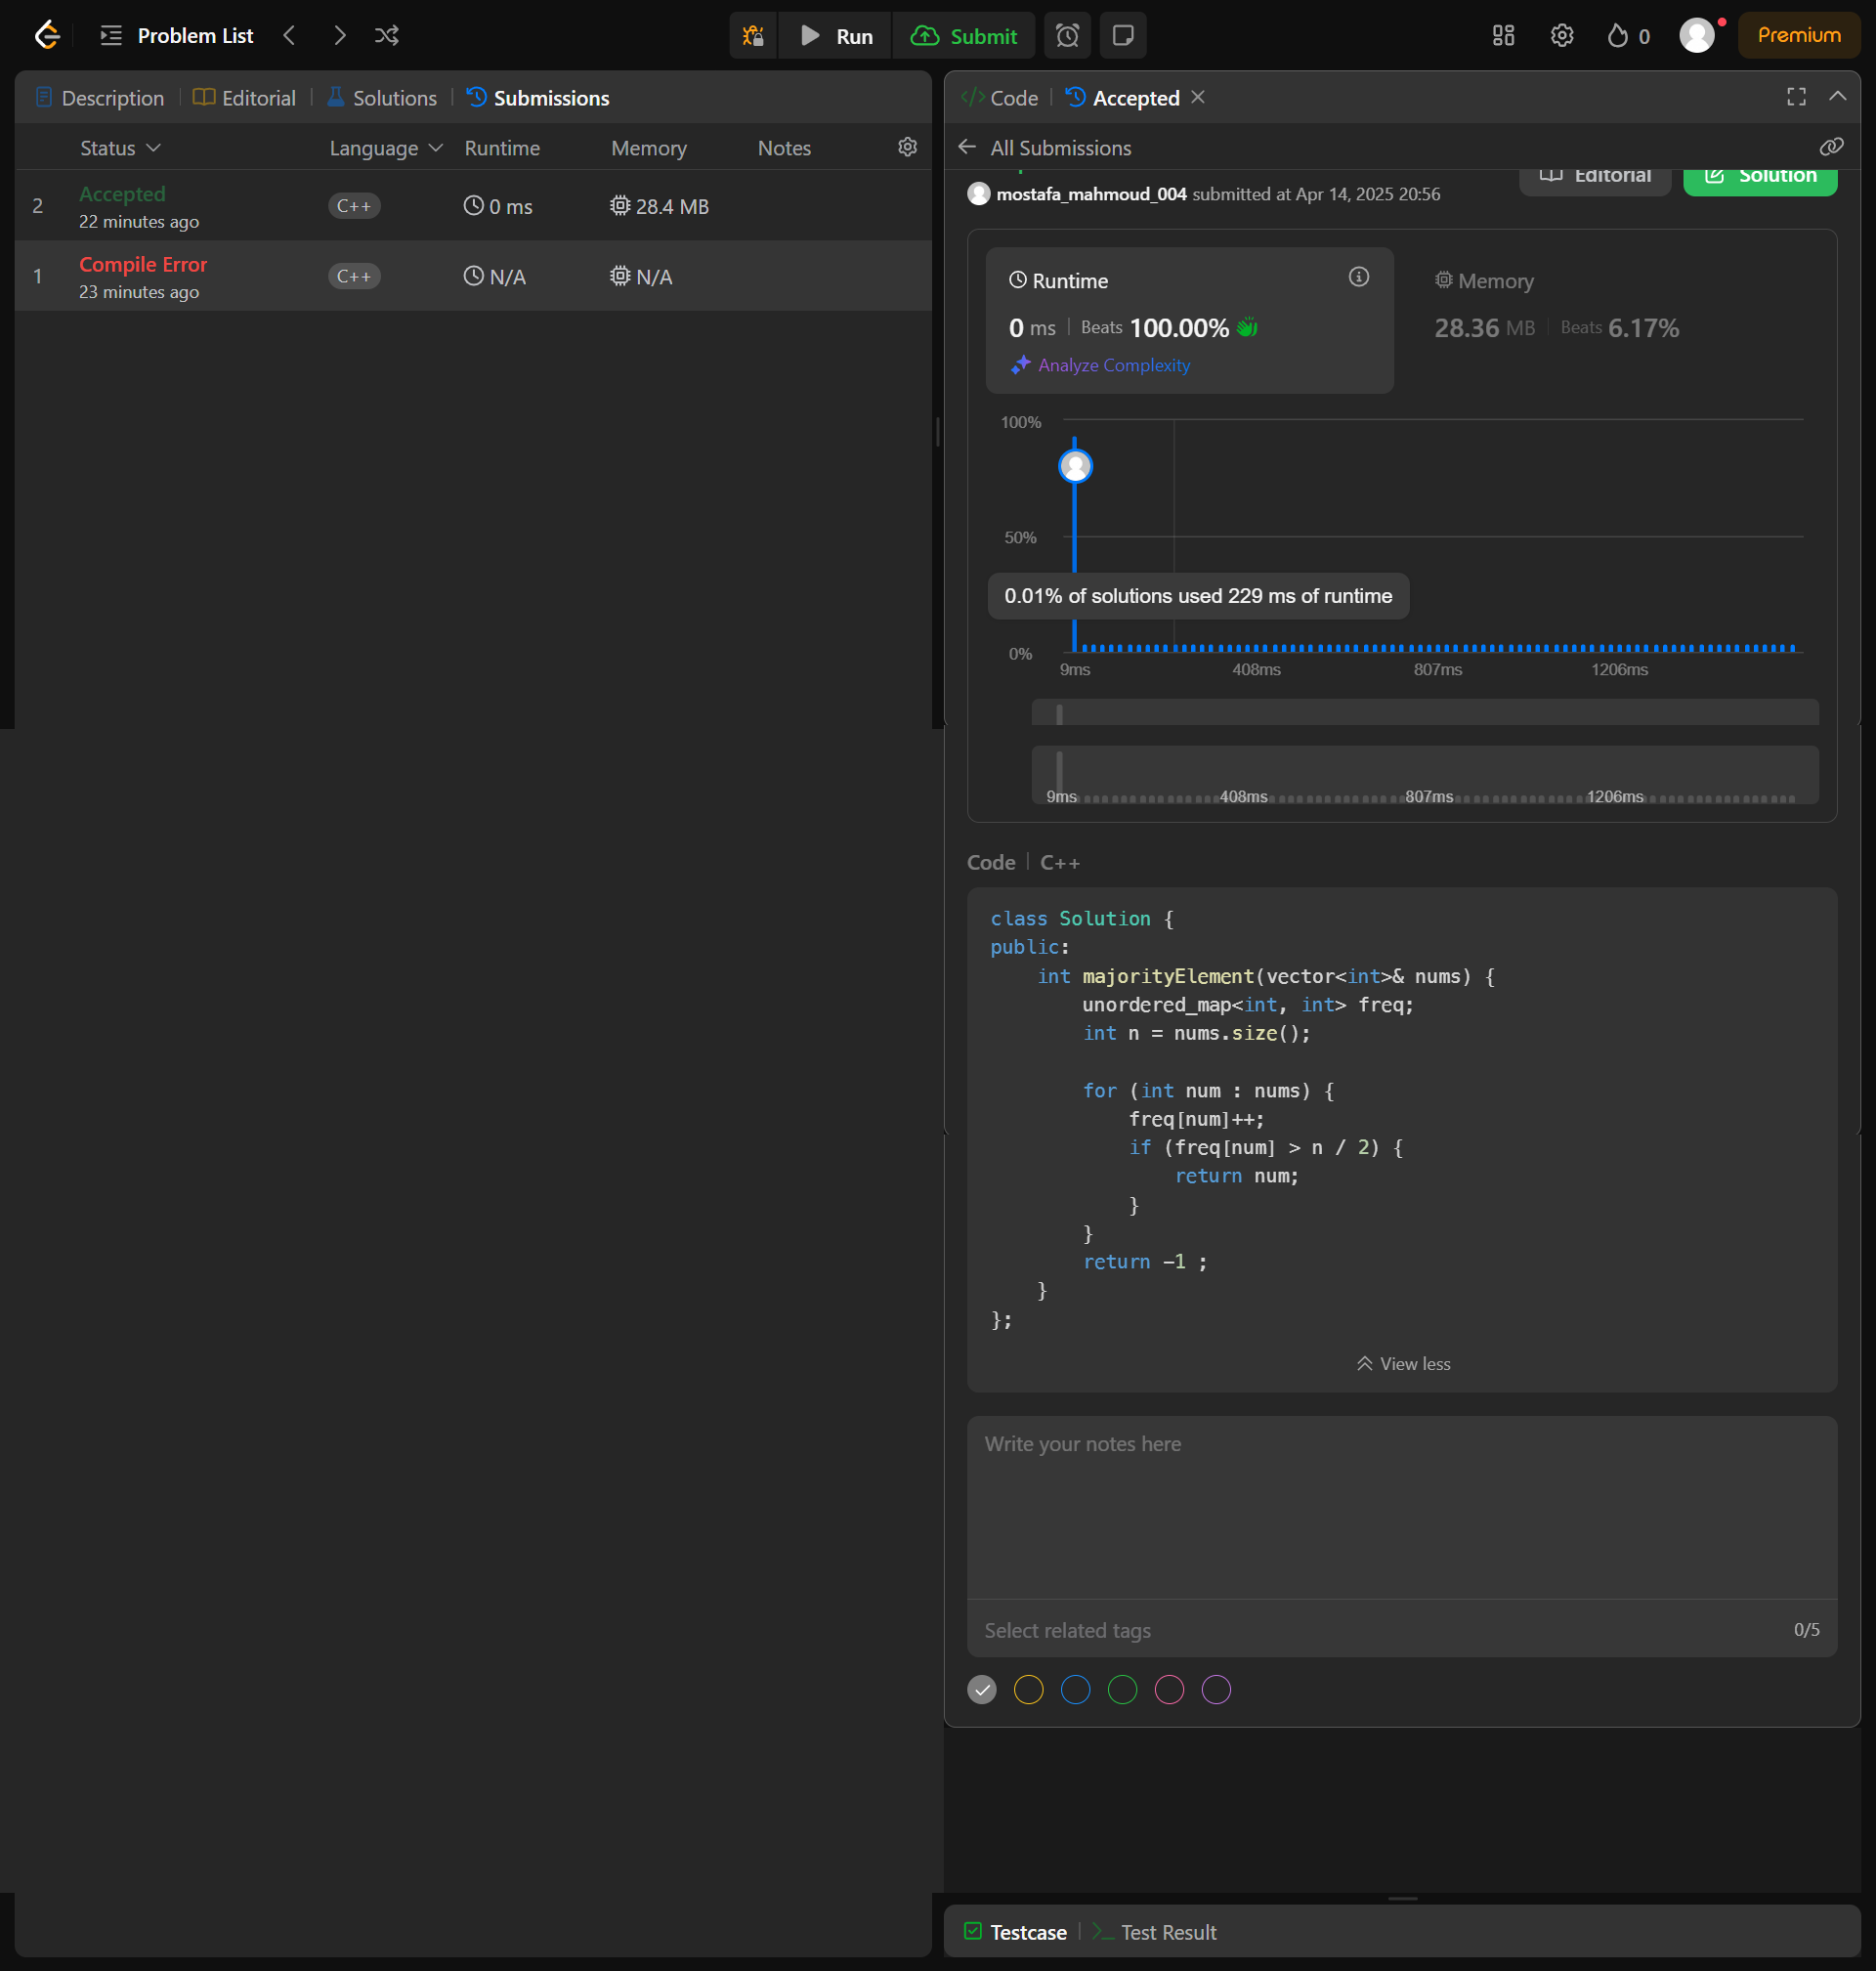 Problem List
Run
Submit
0
Premium
Description
Editorial
Solutions
Submissions
Status
Language
Runtime
Memory
Notes
2
Accepted
22 minutes ago
C++
0 ms
28.4 MB
1
Compile Error
23 minutes ago
C++
N/A
N/A
Code
Accepted
All Submissions
mostafa_mahmoud_004 submitted at Apr 14, 2025 20:56
Editorial
Solution
Runtime
0 ms
Beats 100.00%
Analyze Complexity
Memory
28.36 MB
Beats 6.17%
100%
50%
0.01% of solutions used 229 ms of runtime
0%
9ms 408ms 807ms 1206ms
9ms 408ms 807ms 1206ms
Code
C++
class Solution {
public:
    int majorityElement(vector<int>& nums) {
        unordered_map<int, int> freq;
        int n = nums.size();

        for (int num : nums) {
            freq[num]++;
            if (freq[num] > n / 2) {
                return num;
            }
        }
        return -1 ;
    }
};
View less
Write your notes here
Select related tags
0/5
Testcase
Test Result